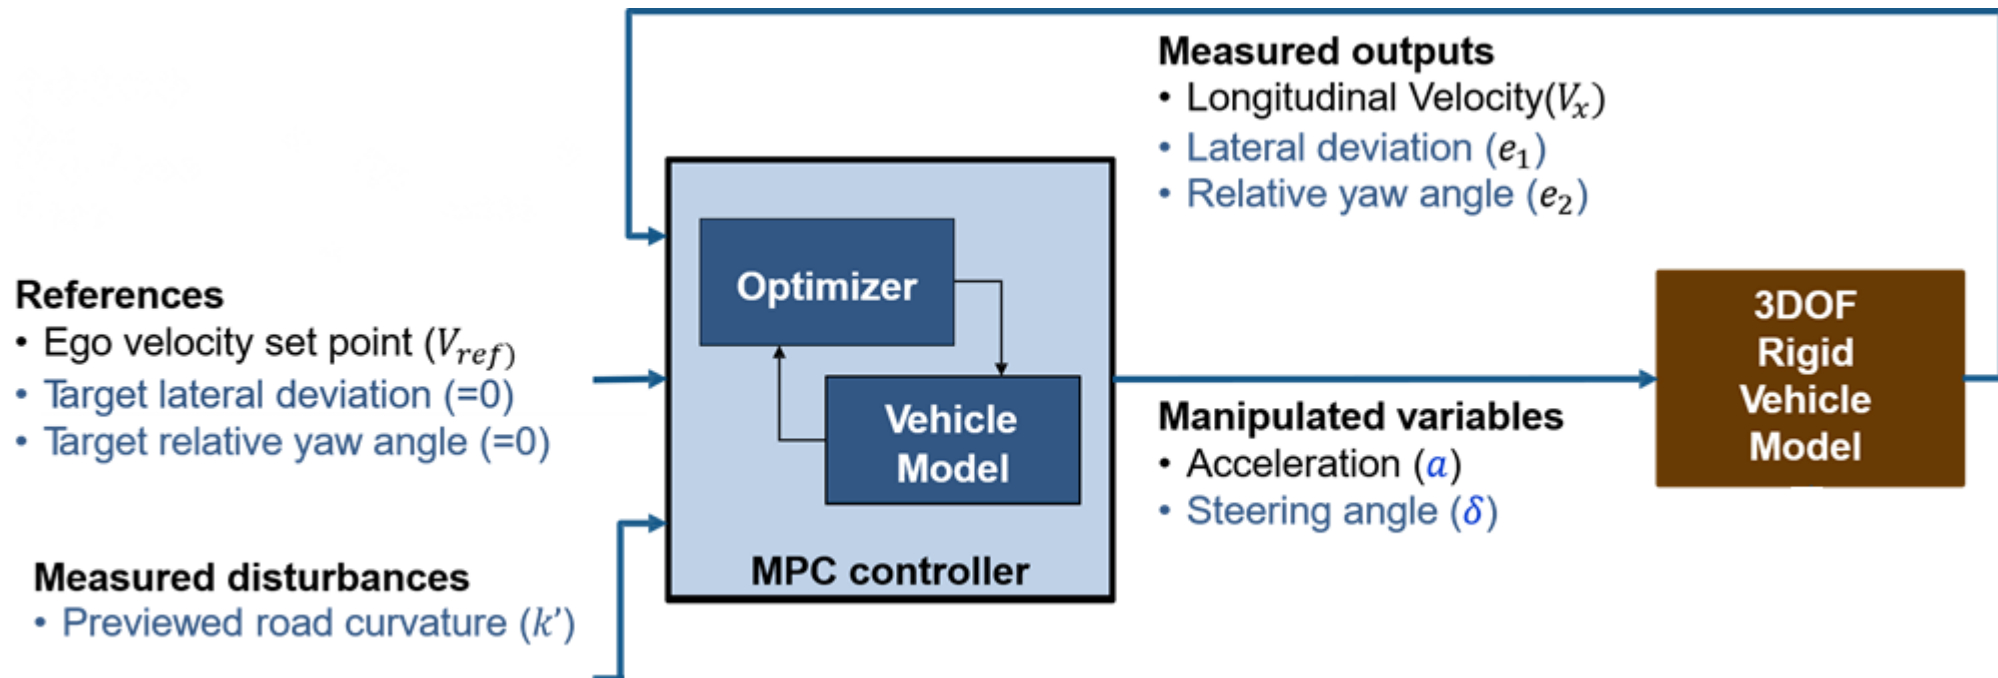 Measured outputs
• Longitudinal Velocity(Vₓ)
• Lateral deviation (e₁)
• Relative yaw angle (e₂)
References
• Ego velocity set point (V_ref)
• Target lateral deviation (=0)
• Target relative yaw angle (=0)
Measured disturbances
• Previewed road curvature (k’)
Optimizer
Vehicle
Model
MPC controller
Manipulated variables
• Acceleration (a)
• Steering angle (δ)
3DOF
Rigid
Vehicle
Model